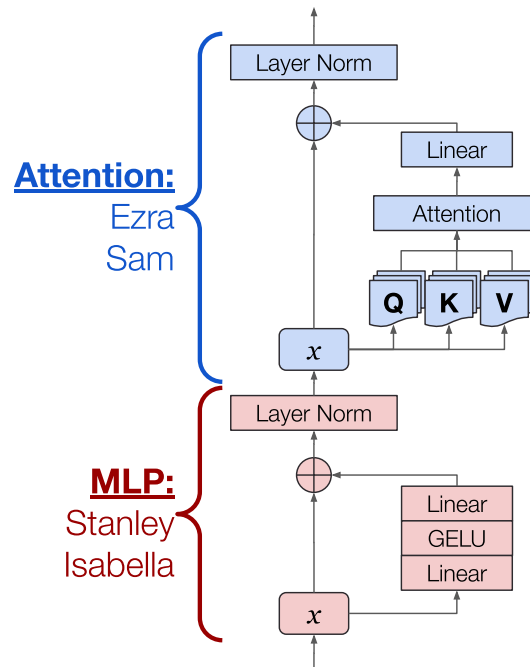 Layer Norm
Linear
Attention
Attention:
Ezra
Sam
Q K V
x
Layer Norm
MLP:
Stanley
Isabella
Linear
GELU
Linear
x